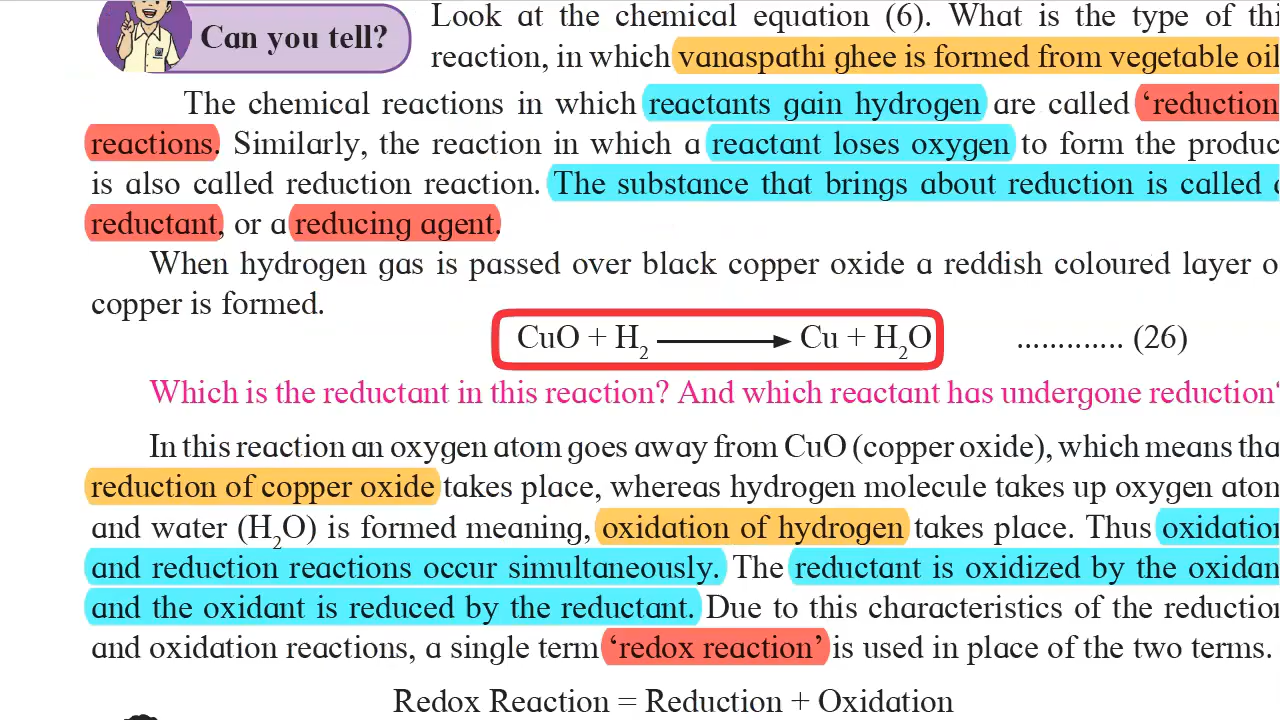 Can you tell?
Look at the chemical equation (6). What is the type of
reaction, in which vanaspathi ghee is formed from vegetable oil
The chemical reactions in which reactants gain hydrogen are called ‘reduction
reactions. Similarly, the reaction in which a reactant loses oxygen to form the
is also called reduction reaction. The substance that brings about reduction is called
reductant, or a reducing agent.
When hydrogen gas is passed over black copper oxide a reddish coloured layer
copper is formed.
CuO + H₂ ⟶ Cu + H₂O ............. (26)
Which is the reductant in this reaction? And which reactant has undergone reduction?
In this reaction an oxygen atom goes away from CuO (copper oxide), which means
reduction of copper oxide takes place, whereas hydrogen molecule takes up oxygen
and water (H₂O) is formed meaning, oxidation of hydrogen takes place. Thus oxidation
and reduction reactions occur simultaneously. The reductant is oxidized by the
and the oxidant is reduced by the reductant. Due to this characteristics of the reduction
and oxidation reactions, a single term ‘redox reaction’ is used in place of the two terms.
Redox Reaction = Reduction + Oxidation